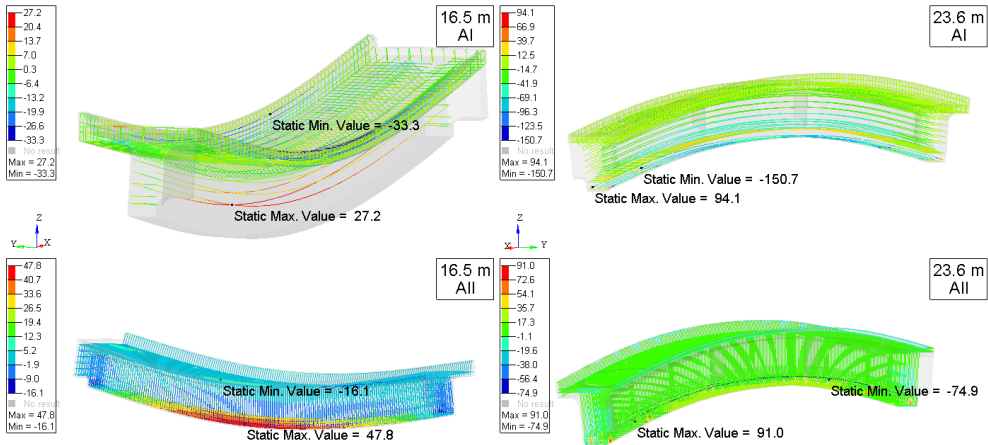 27.2
20.4
13.7
7.0
0.3
-6.4
-13.2
-19.9
-26.6
-33.3
No result
Max = 27.2
Min = -33.3
16.5 m
AI
Static Min. Value = -33.3
Static Max. Value = 27.2
Z
Y
X
94.1
66.9
39.7
12.5
-14.7
-41.9
-69.1
-96.3
-123.5
-150.7
No result
Max = 94.1
Min = -150.7
23.6 m
AI
Static Min. Value = -150.7
Static Max. Value = 94.1
Z
X
Y
47.8
40.7
33.6
26.5
19.4
12.3
5.2
-1.9
-9.0
-16.1
No result
Max = 47.8
Min = -16.1
16.5 m
AII
Static Min. Value = -16.1
Static Max. Value = 47.8
91.0
72.6
54.1
35.7
17.3
-1.1
-19.6
-38.0
-56.4
-74.9
No result
Max = 91.0
Min = -74.9
23.6 m
AII
Static Min. Value = -74.9
Static Max. Value = 91.0